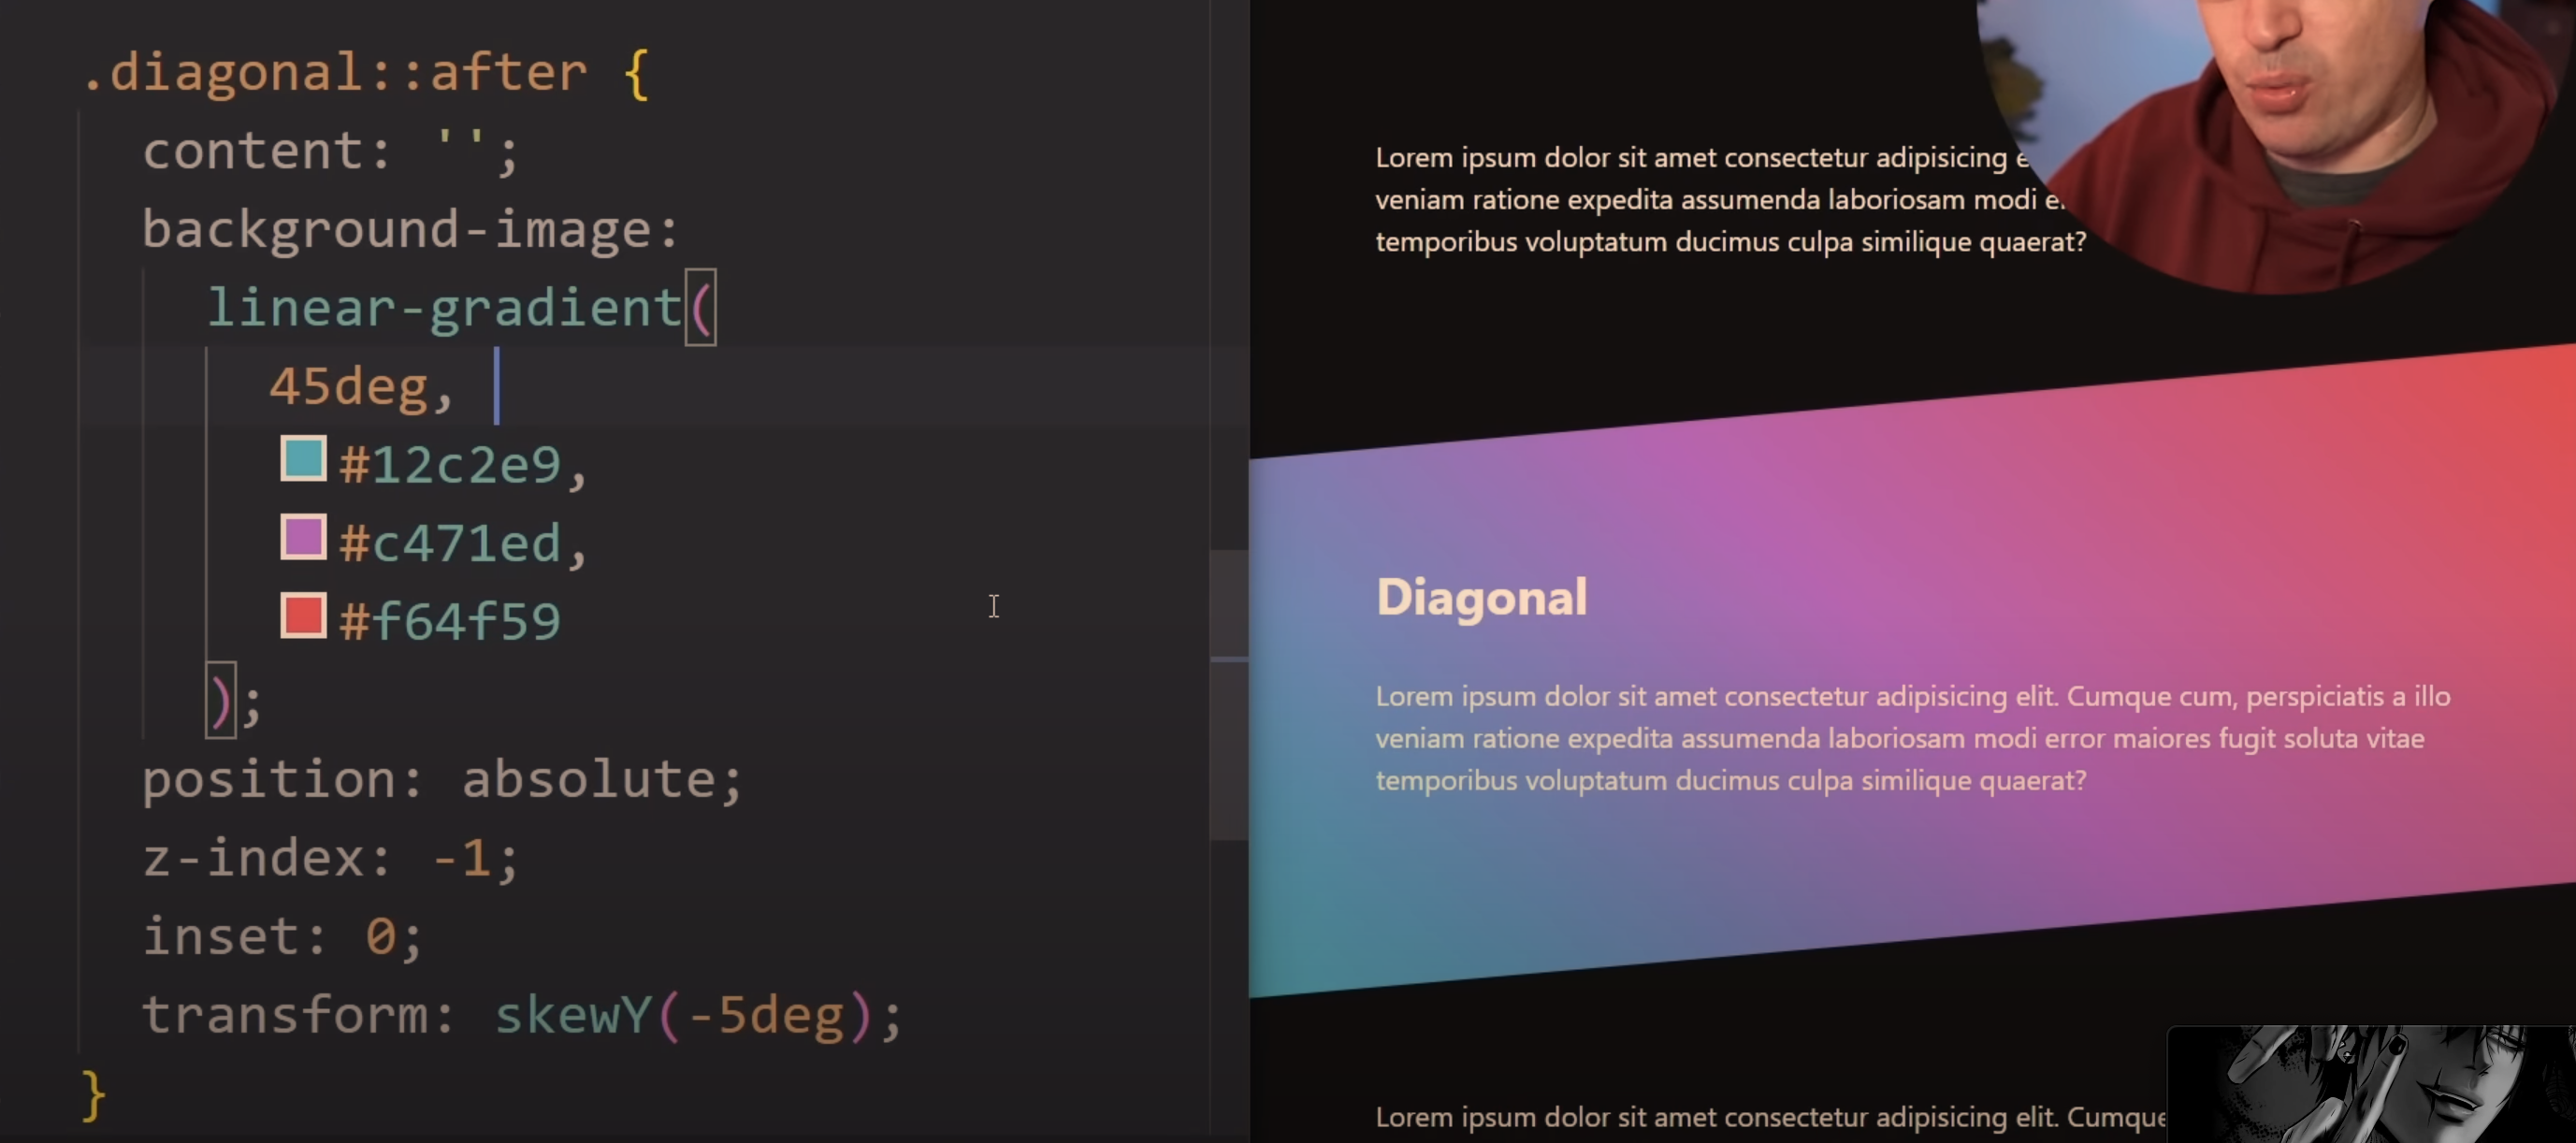 .diagonal::after {
content: '';
background-image:
linear-gradient(
45deg,
#12c2e9,
#c471ed,
#f64f59
);
position: absolute;
z-index: -1;
inset: 0;
transform: skewY(-5deg);
}
Lorem ipsum dolor sit amet consectetur adipisicing
veniam ratione expedita assumenda laboriosam modi
temporibus voluptatum ducimus culpa similique quaerat?
Diagonal
Lorem ipsum dolor sit amet consectetur adipisicing elit. Cumque cum, perspiciatis a illo
veniam ratione expedita assumenda laboriosam modi error maiores fugit soluta vitae
temporibus voluptatum ducimus culpa similique quaerat?
Lorem ipsum dolor sit amet consectetur adipisicing elit. Cumque